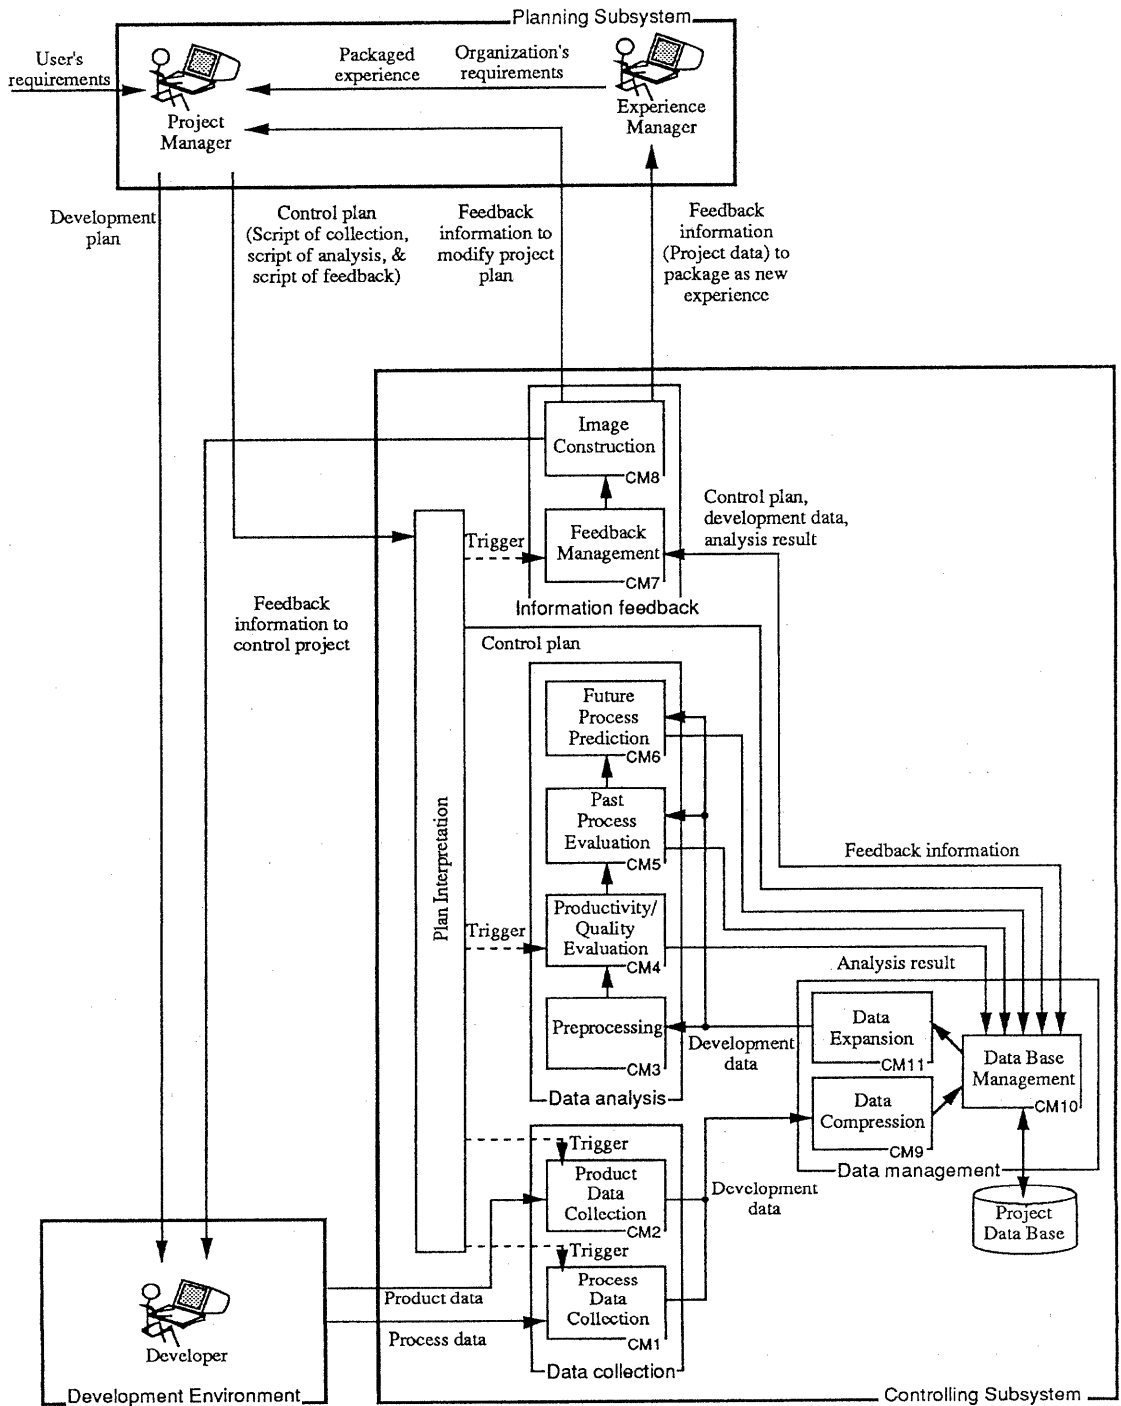 Planning Subsystem
User's
requirements
Packaged
experience
Organization's
requirements
Project
Manager
Experience
Manager
Development
plan
Control plan
(Script of collection,
script of analysis, &
script of feedback)
Feedback
information to
modify project
plan
Feedback
information
(Project data) to
package as new
experience
Image
Construction
CM8
Control plan,
development data,
analysis result
Trigger
Feedback
Management
CM7
Information feedback
Feedback
information to
control project
Control plan
Future
Process
Prediction
CM6
Plan Interpretation
Past
Process
Evaluation
CM5
Feedback information
Trigger
Productivity/
Quality
Evaluation
CM4
Analysis result
Preprocessing
CM3
Development
data
Data
Expansion
CM11
Data Base
Management
CM10
Data analysis
Data
Compression
CM9
Data management
Trigger
Product
Data
Collection
CM2
Development
data
Project
Data Base
Trigger
Process
Data
Collection
CM1
Product data
Process data
Data collection
Developer
Development Environment
Controlling Subsystem